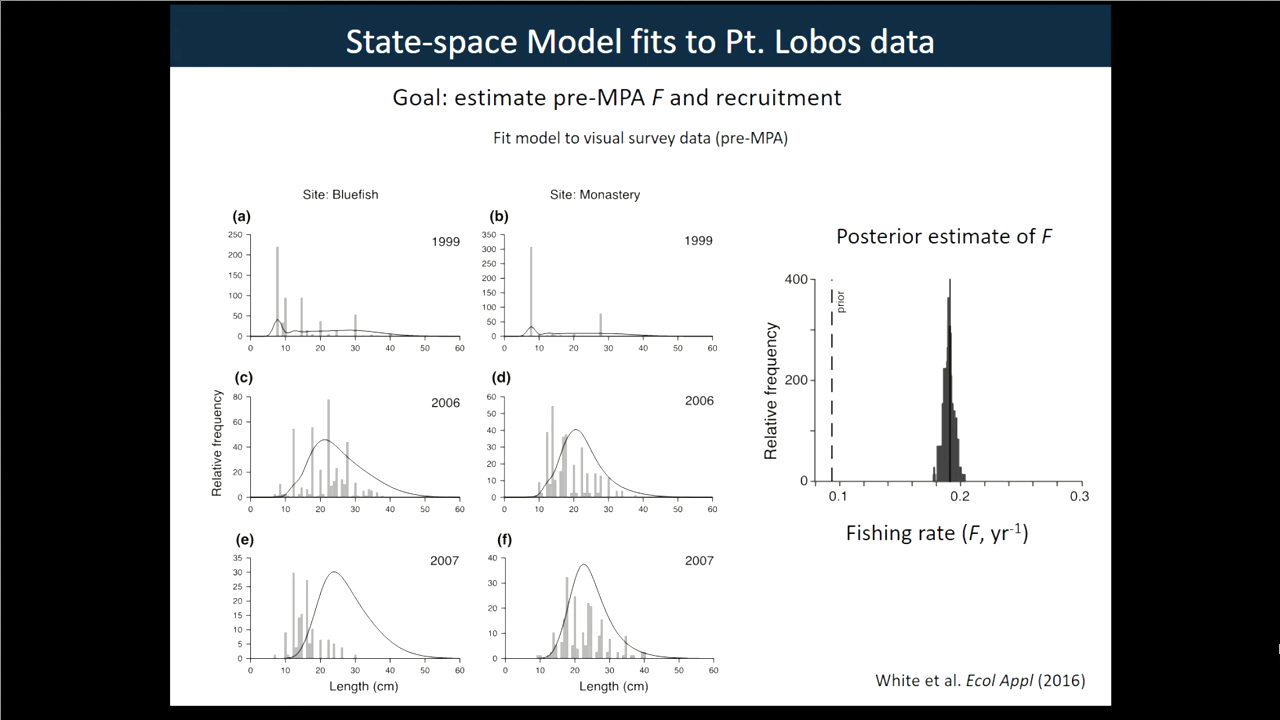 State-space Model fits to Pt. Lobos data
Goal: estimate pre-MPA F and recruitment
Fit model to visual survey data (pre-MPA)
Site: Bluefish
Site: Monastery
(a)
1999
250
200
150
100
50
0
0 10 20 30 40 50 60
(b)
1999
350
300
250
200
150
100
50
0
0 10 20 30 40 50 60
(c)
2006
80
60
40
20
0
0 10 20 30 40 50 60
(d)
2006
60
50
40
30
20
10
0
0 10 20 30 40 50 60
Relative frequency
(e)
2007
35
30
25
20
15
10
5
0
0 10 20 30 40 50 60
Length (cm)
(f)
2007
40
30
20
10
0
0 10 20 30 40 50 60
Length (cm)
Posterior estimate of F
400
200
0
prior
Relative frequency
0.1 0.2 0.3
Fishing rate (F, yr-1)
White et al. Ecol Appl (2016)